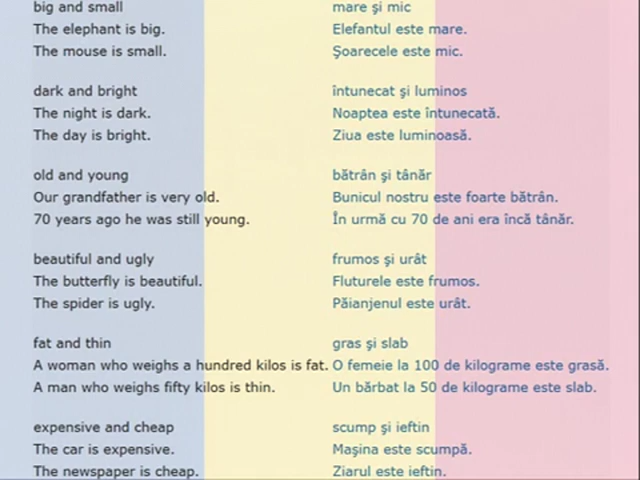 big and small
mare şi mic
The elephant is big.
Elefantul este mare.
The mouse is small.
Şoarecele este mic.
dark and bright
întunecat şi luminos
The night is dark.
Noaptea este întunecată.
The day is bright.
Ziua este luminoasă.
old and young
bătrân şi tânăr
Our grandfather is very old.
Bunicul nostru este foarte bătrân.
70 years ago he was still young.
În urmă cu 70 de ani era încă tânăr.
beautiful and ugly
frumos şi urât
The butterfly is beautiful.
Fluturele este frumos.
The spider is ugly.
Păianjenul este urât.
fat and thin
gras şi slab
A woman who weighs a hundred kilos is fat.
O femeie la 100 de kilograme este grasă.
A man who weighs fifty kilos is thin.
Un bărbat la 50 de kilograme este slab.
expensive and cheap
scump şi ieftin
The car is expensive.
Maşina este scumpă.
The newspaper is cheap.
Ziarul este ieftin.